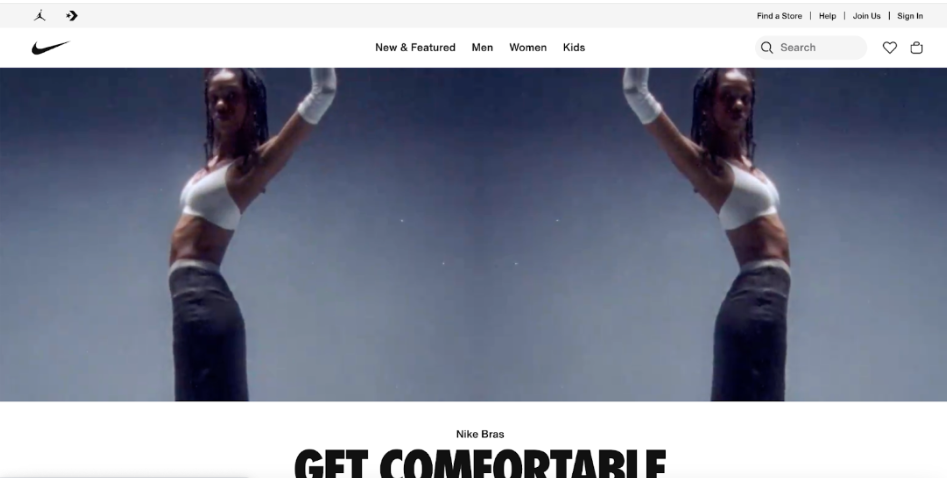 Find a Store | Help | Join Us | Sign In
New & Featured Men Women Kids
Search
Nike Bras
GET COMFORTABLE